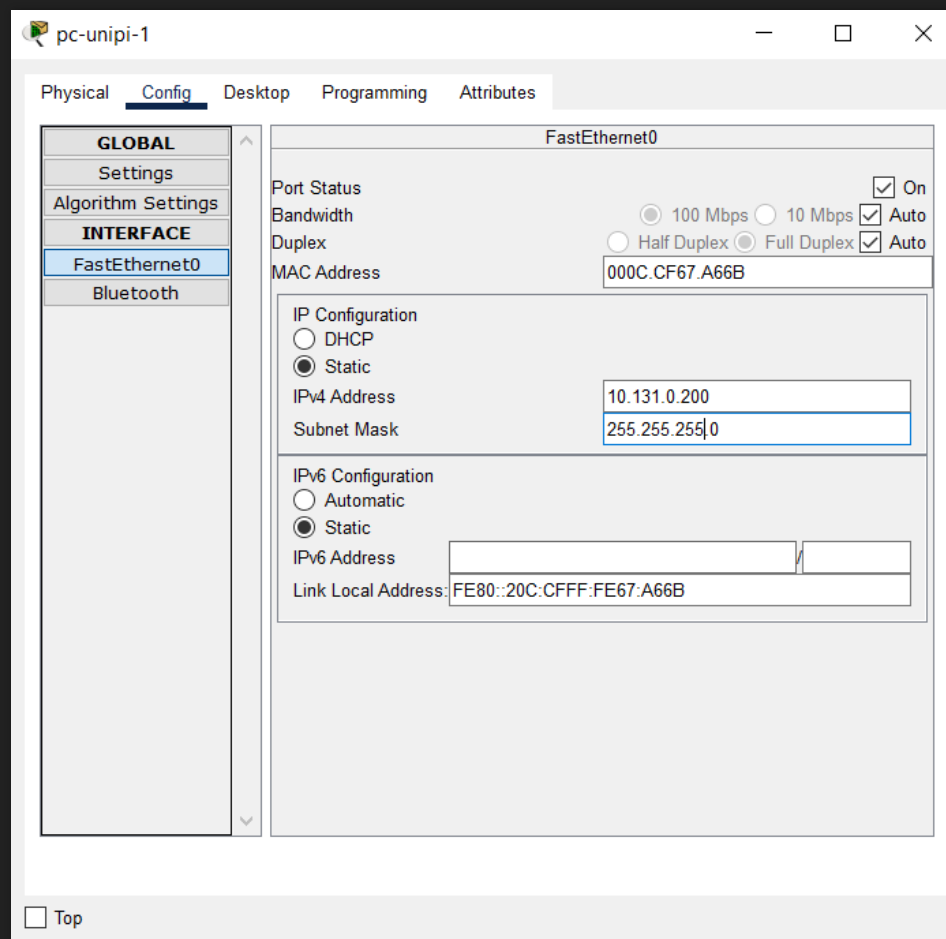 pc-unipi-1
Physical Config Desktop Programming Attributes
GLOBAL
Settings
Algorithm Settings
INTERFACE
FastEthernet0
Bluetooth
FastEthernet0
Port Status On
Bandwidth 100 Mbps 10 Mbps Auto
Duplex Half Duplex Full Duplex Auto
MAC Address 000C.CF67.A66B
IP Configuration
DHCP
Static
IPv4 Address 10.131.0.200
Subnet Mask 255.255.255.0
IPv6 Configuration
Automatic
Static
IPv6 Address /
Link Local Address: FE80::20C:CFFF:FE67:A66B
Top